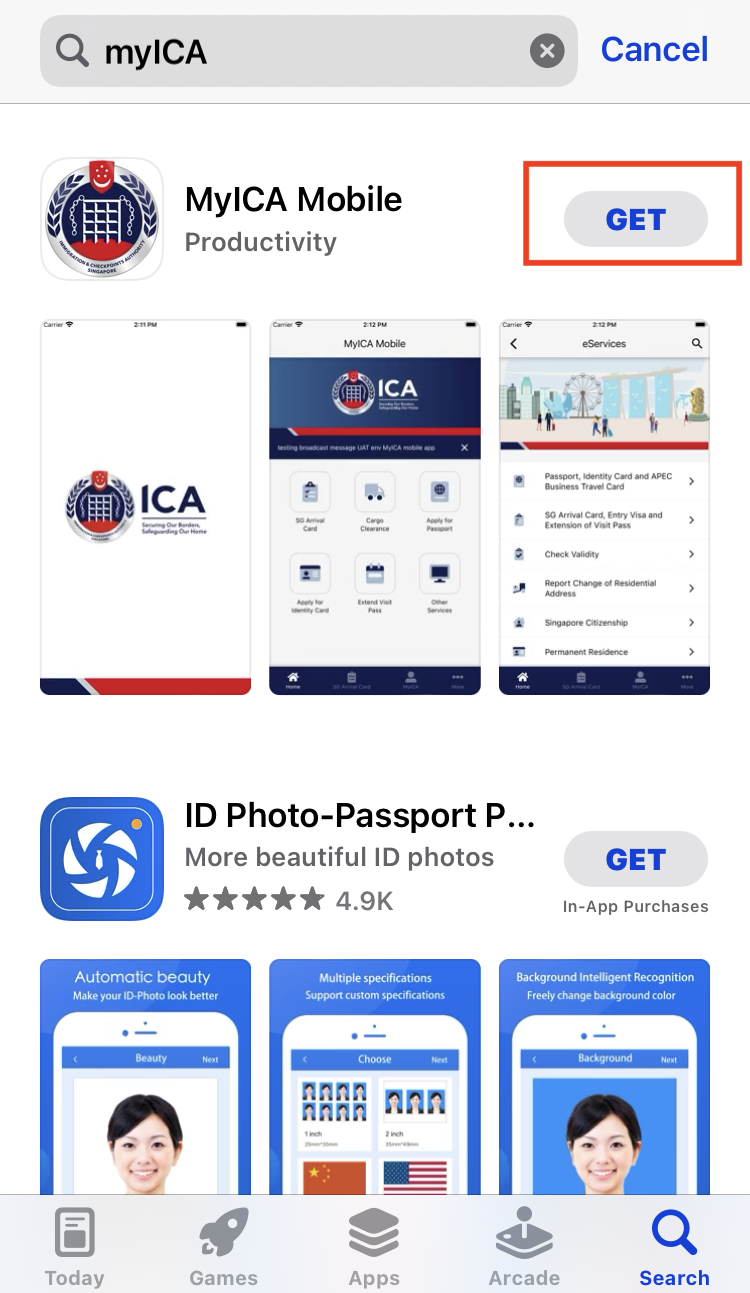 myICA
Cancel
MyICA Mobile
Productivity
GET
IMMIGRATION & CHECKPOINTS AUTHORITY
SINGAPORE
Carrier 2:11 PM
ICA
Securing Our Borders,
Safeguarding Our Home
Carrier 2:12 PM
MyICA Mobile
ICA
testing broadcast message UAT env MyICA mobile app
SG Arrival
Card
Cargo
Clearance
Apply for
Passport
Apply for
Identity Card
Extend Visit
Pass
Other
Services
Home
SG Arrival Card
MyICA
More
Carrier 2:12 PM
eServices
Passport, Identity Card and APEC
Business Travel Card
SG Arrival Card, Entry Visa and
Extension of Visit Pass
Check Validity
Report Change of Residential
Address
Singapore Citizenship
Permanent Residence
Home
SG Arrival Card
MyICA
More
ID Photo-Passport P...
More beautiful ID photos
4.9K
GET
In-App Purchases
Automatic beauty
Make your ID-Photo look better
Beauty Next
Multiple specifications
Support custom specifications
Choose Next
1 inch
25mm*35mm
2 inch
35mm*49mm
Background Intelligent Recognition
Freely change background color
Background Next
Today
Games
Apps
Arcade
Search